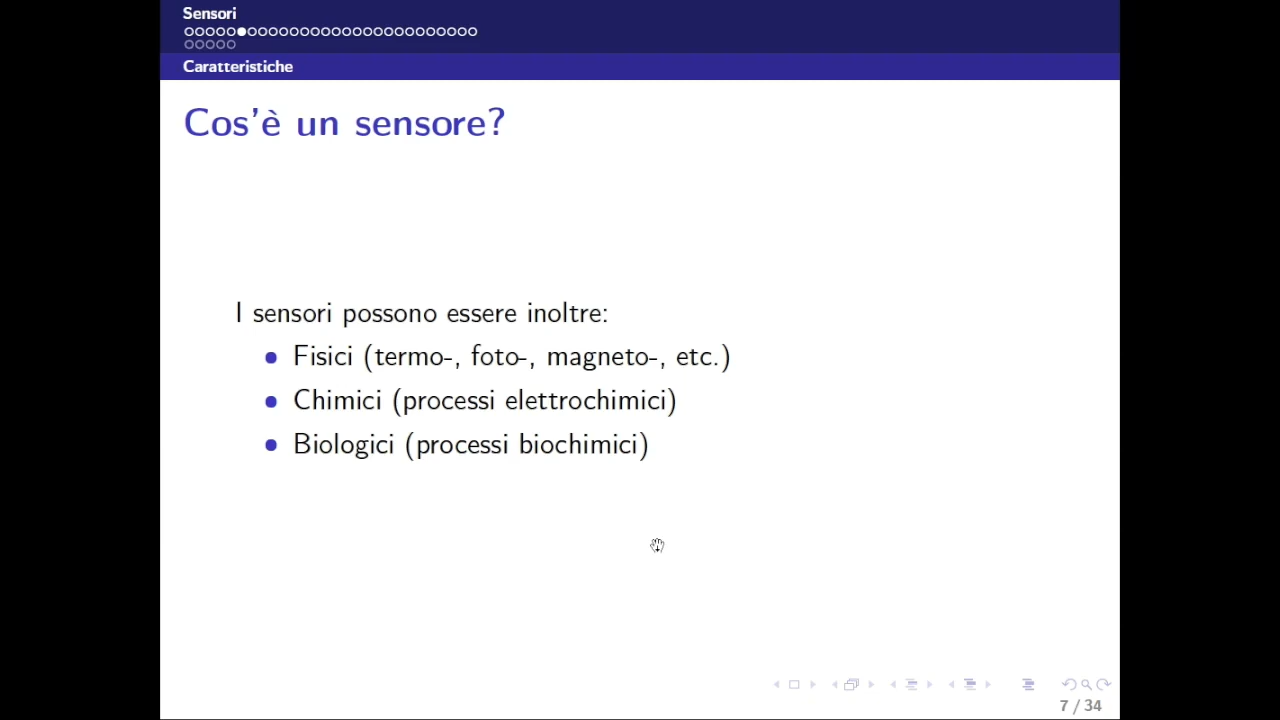 Sensori
Caratteristiche
Cos'è un sensore?
I sensori possono essere inoltre:
Fisici (termo-, foto-, magneto-, etc.)
Chimici (processi elettrochimici)
Biologici (processi biochimici)
7 / 34